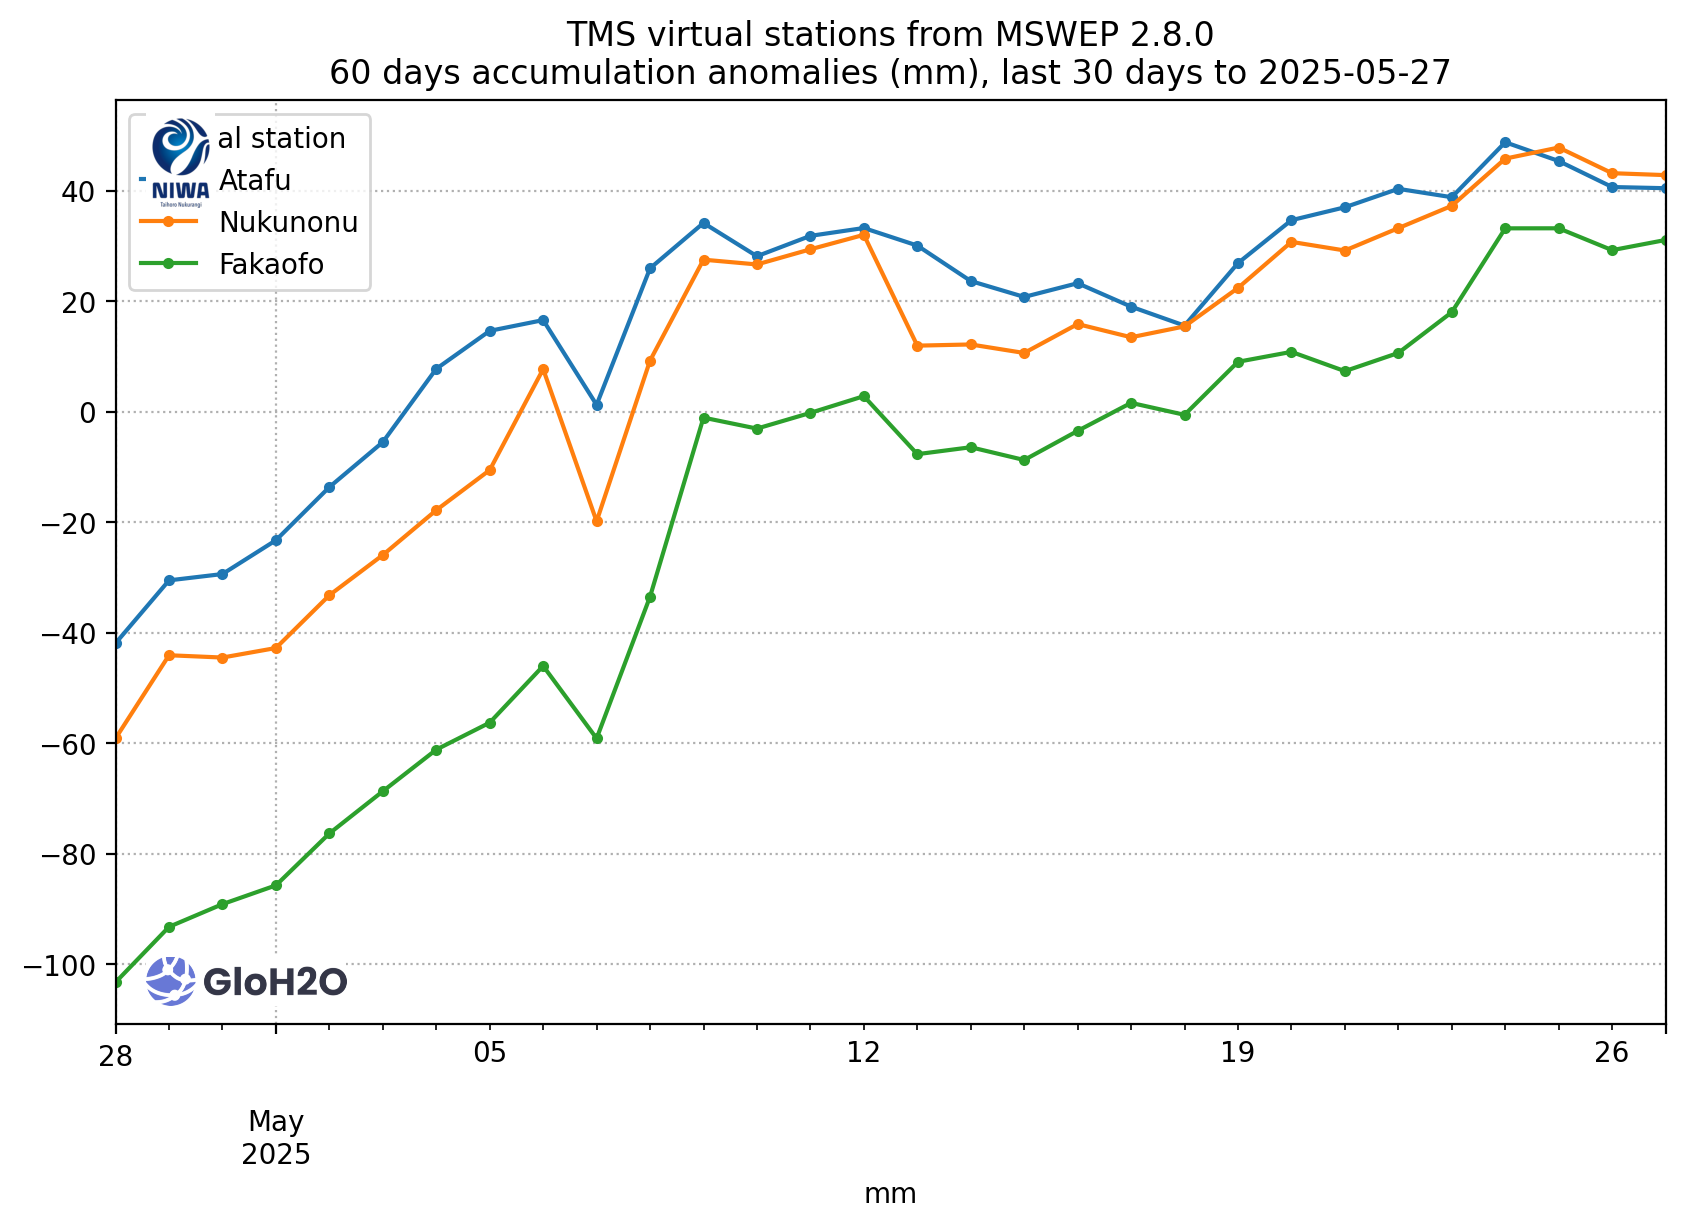 TMS virtual stations from MSWEP 2.8.0
60 days accumulation anomalies (mm), last 30 days to 2025-05-27
al station
Atafu
NIWA
Taihoro Nukurangi
Nukunonu
Fakaofo
40
20
0
−20
−40
−60
−80
−100
GloH2O
28
05
12
19
26
May
2025
mm